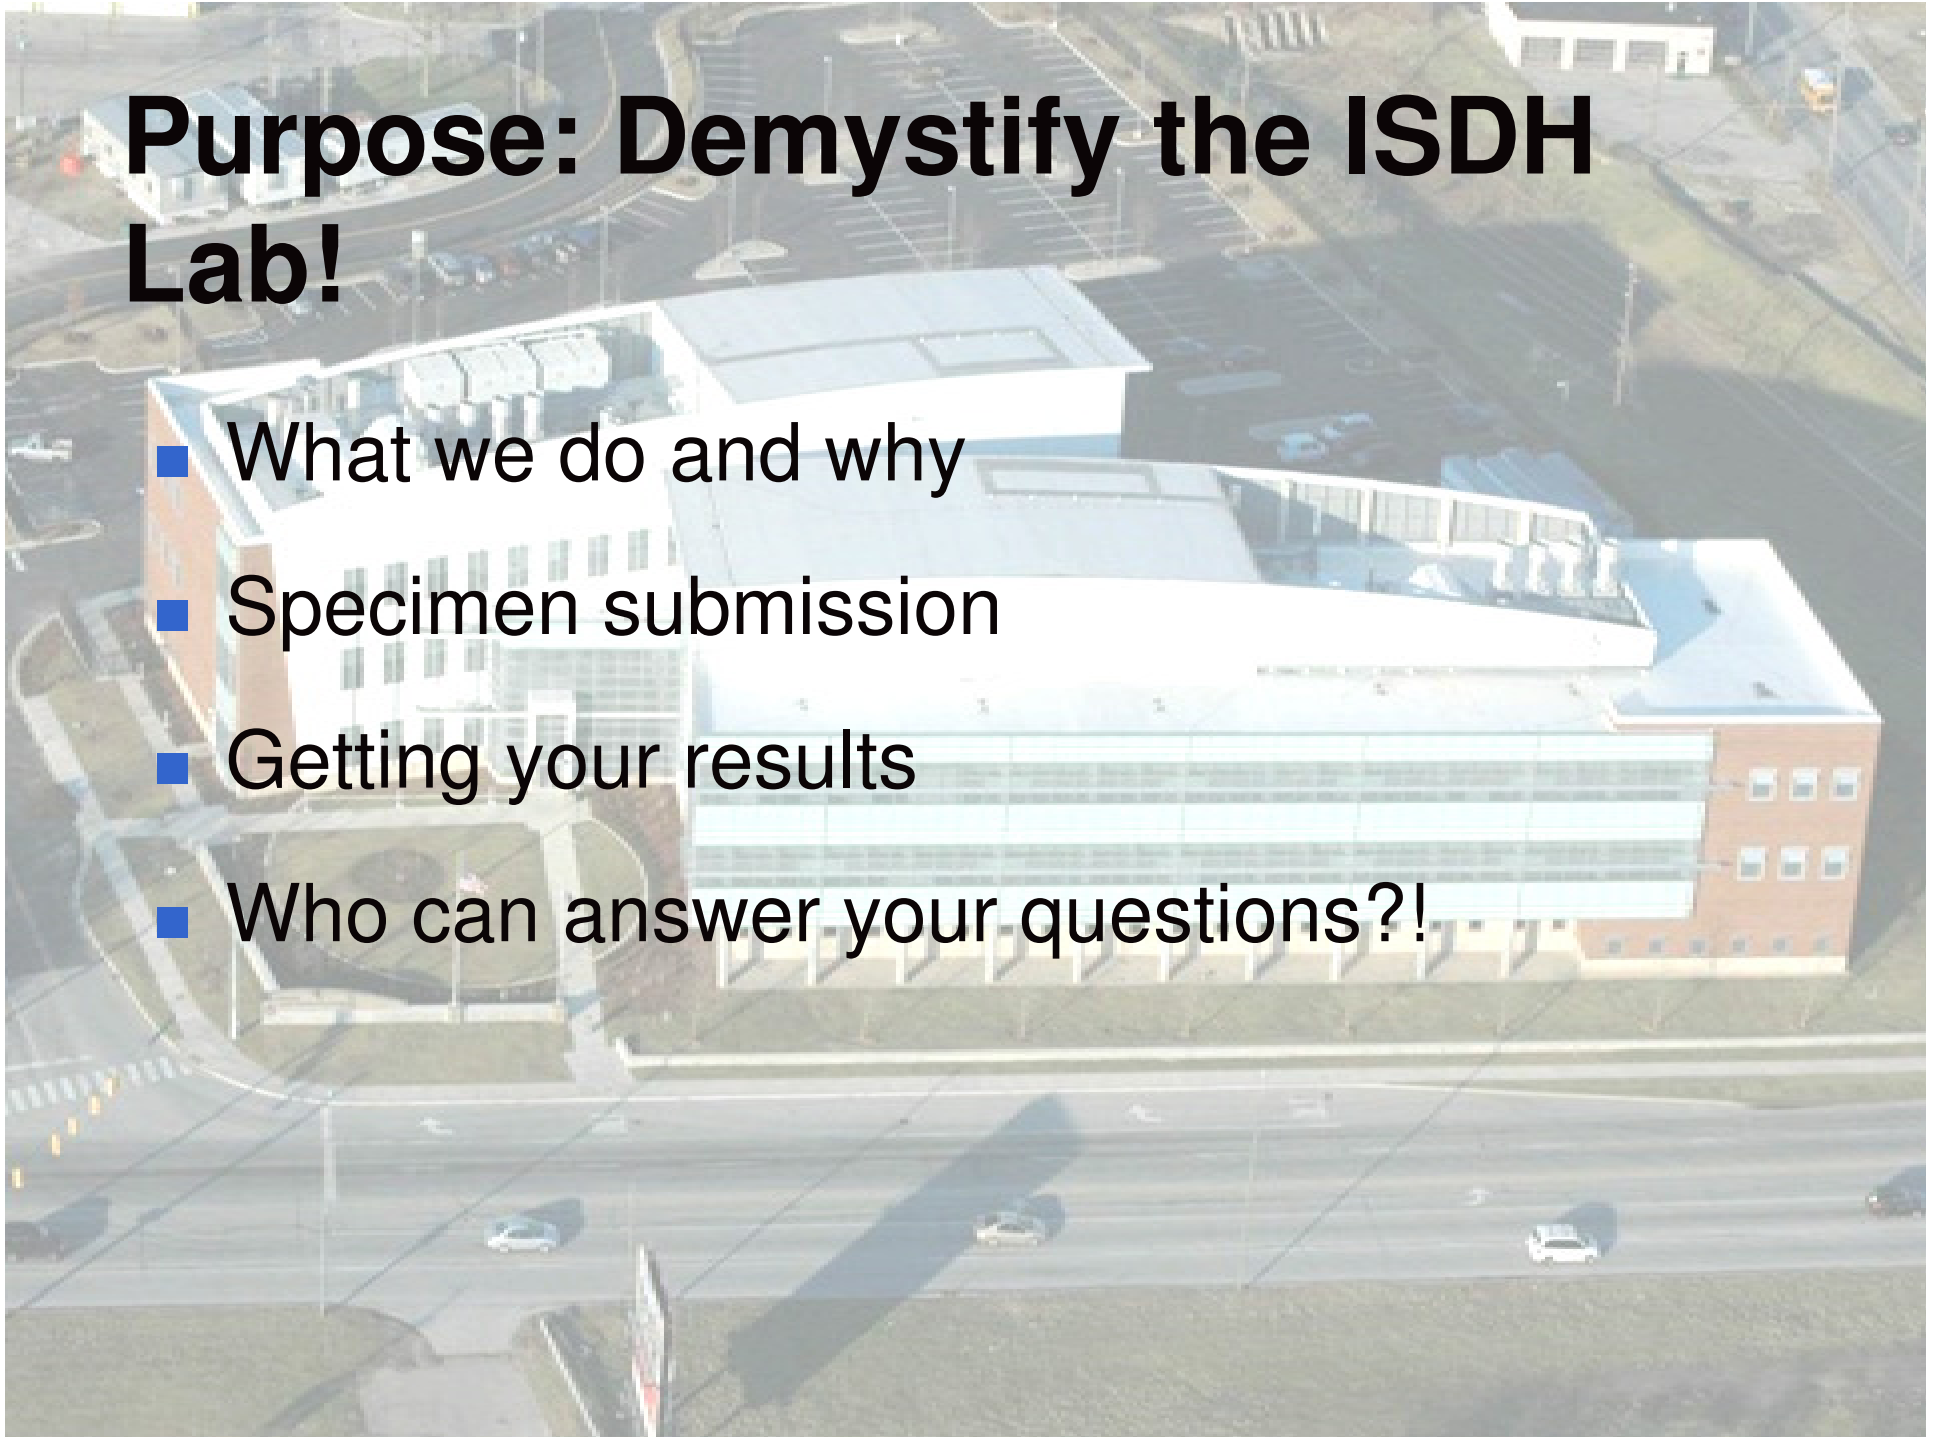 Purpose: Demystify the ISDH
Lab!
What we do and why
Specimen submission
Getting your results
Who can answer your questions?!